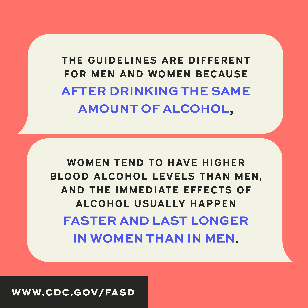 THE GUIDELINES ARE DIFFERENT
FOR MEN AND WOMEN BECAUSE
AFTER DRINKING THE SAME
AMOUNT OF ALCOHOL,
WOMEN TEND TO HAVE HIGHER
BLOOD ALCOHOL LEVELS THAN MEN,
AND THE IMMEDIATE EFFECTS OF
ALCOHOL USUALLY HAPPEN
FASTER AND LAST LONGER
IN WOMEN THAN IN MEN.
WWW.CDC.GOV/FASD